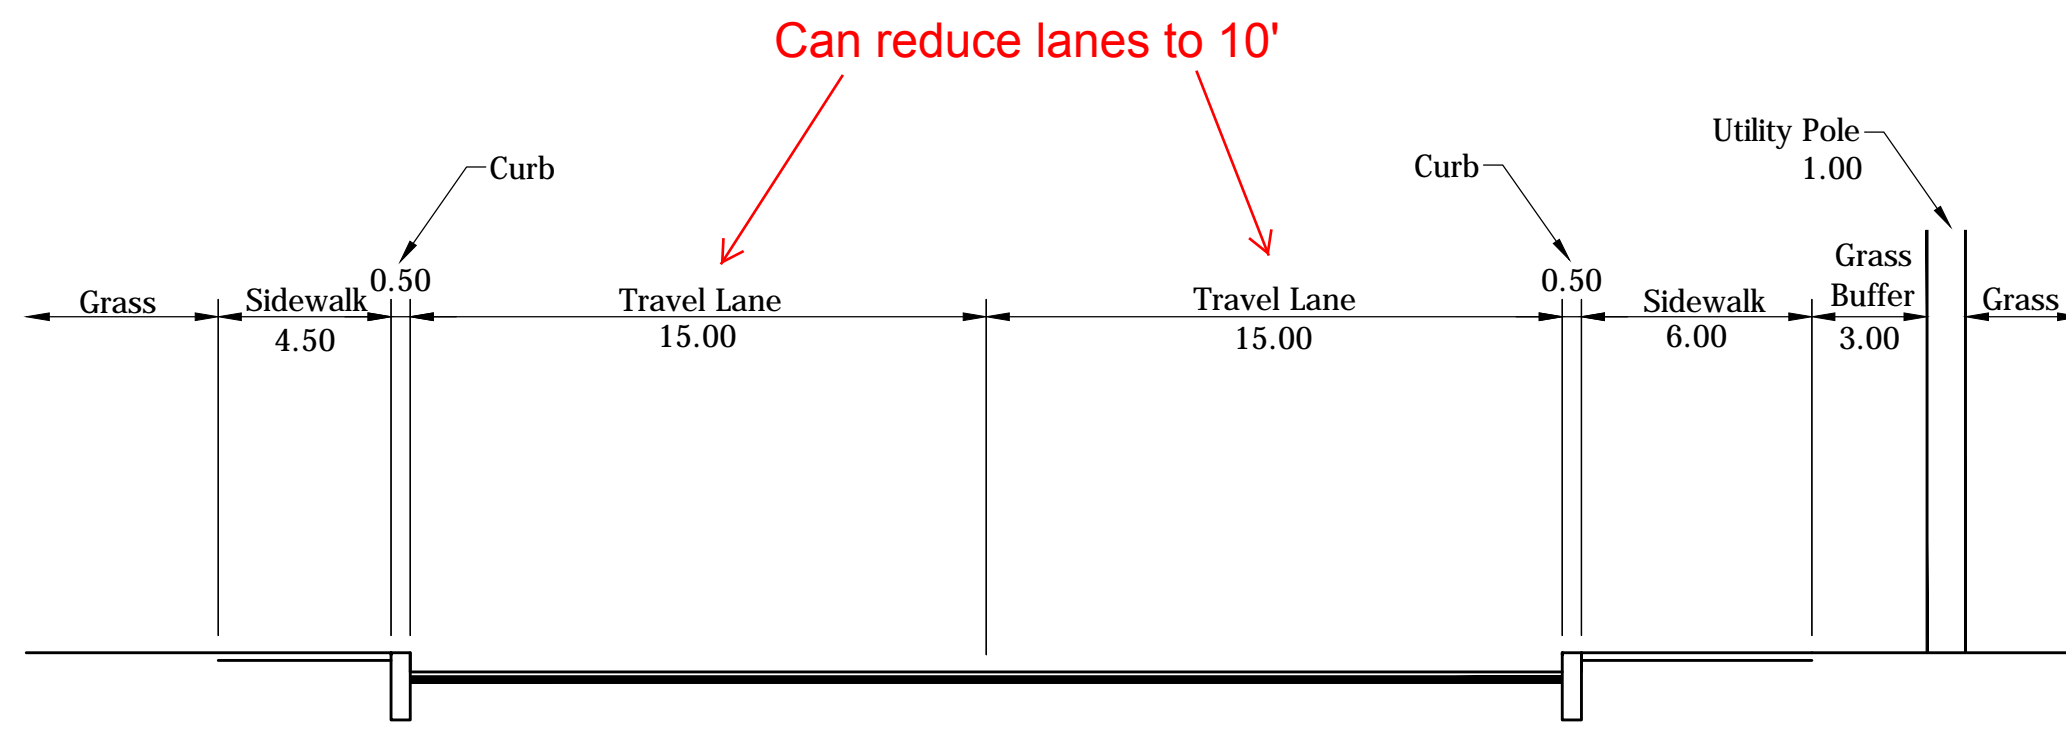 Can reduce lanes to 10'
Utility Pole
1.00
Curb
Curb
Grass
Sidewalk
4.50
0.50
Travel Lane
15.00
Travel Lane
15.00
0.50
Sidewalk
6.00
Grass
Buffer
3.00
Grass